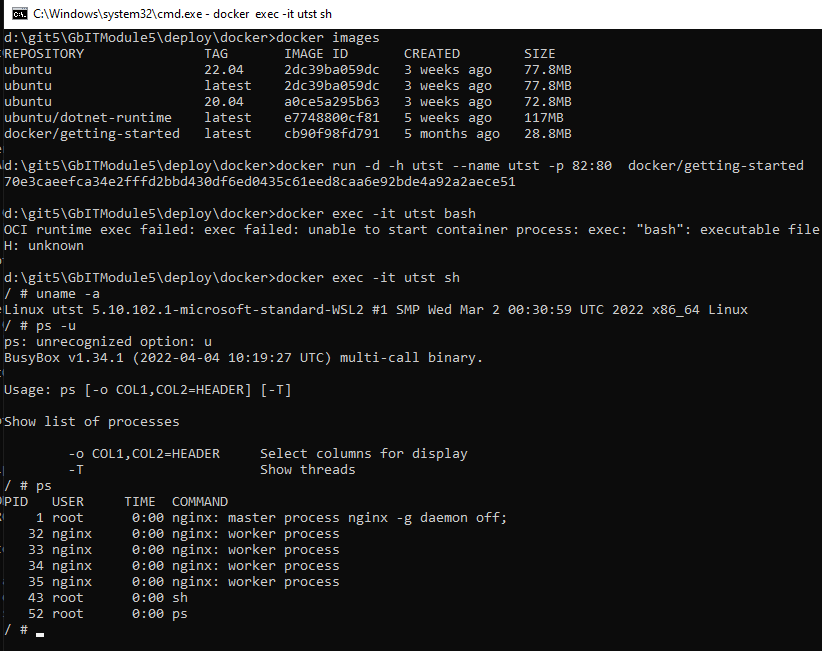 C:\Windows\system32\cmd.exe - docker exec -it utst sh
d:\git5\GbITModule5\deploy\docker>docker images
REPOSITORY TAG IMAGE ID CREATED SIZE
ubuntu 22.04 2dc39ba059dc 3 weeks ago 77.8MB
ubuntu latest 2dc39ba059dc 3 weeks ago 77.8MB
ubuntu 20.04 a0ce5a295b63 3 weeks ago 72.8MB
ubuntu/dotnet-runtime latest e7748800cf81 5 weeks ago 117MB
docker/getting-started latest cb90f98fd791 5 months ago 28.8MB
d:\git5\GbITModule5\deploy\docker>docker run -d -h utst --name utst -p 82:80 docker/getting-started
70e3caeefca34e2fffd2bbd430df6ed0435c61eed8caa6e92bde4a92a2aece51
d:\git5\GbITModule5\deploy\docker>docker exec -it utst bash
OCI runtime exec failed: exec failed: unable to start container process: exec: "bash": executable file
H: unknown
d:\git5\GbITModule5\deploy\docker>docker exec -it utst sh
/ # uname -a
Linux utst 5.10.102.1-microsoft-standard-WSL2 #1 SMP Wed Mar 2 00:30:59 UTC 2022 x86_64 Linux
/ # ps -u
ps: unrecognized option: u
BusyBox v1.34.1 (2022-04-04 10:19:27 UTC) multi-call binary.
Usage: ps [-o COL1,COL2=HEADER] [-T]
Show list of processes
-o COL1,COL2=HEADER Select columns for display
-T Show threads
/ # ps
PID USER TIME COMMAND
1 root 0:00 nginx: master process nginx -g daemon off;
32 nginx 0:00 nginx: worker process
33 nginx 0:00 nginx: worker process
34 nginx 0:00 nginx: worker process
35 nginx 0:00 nginx: worker process
43 root 0:00 sh
52 root 0:00 ps
/ #